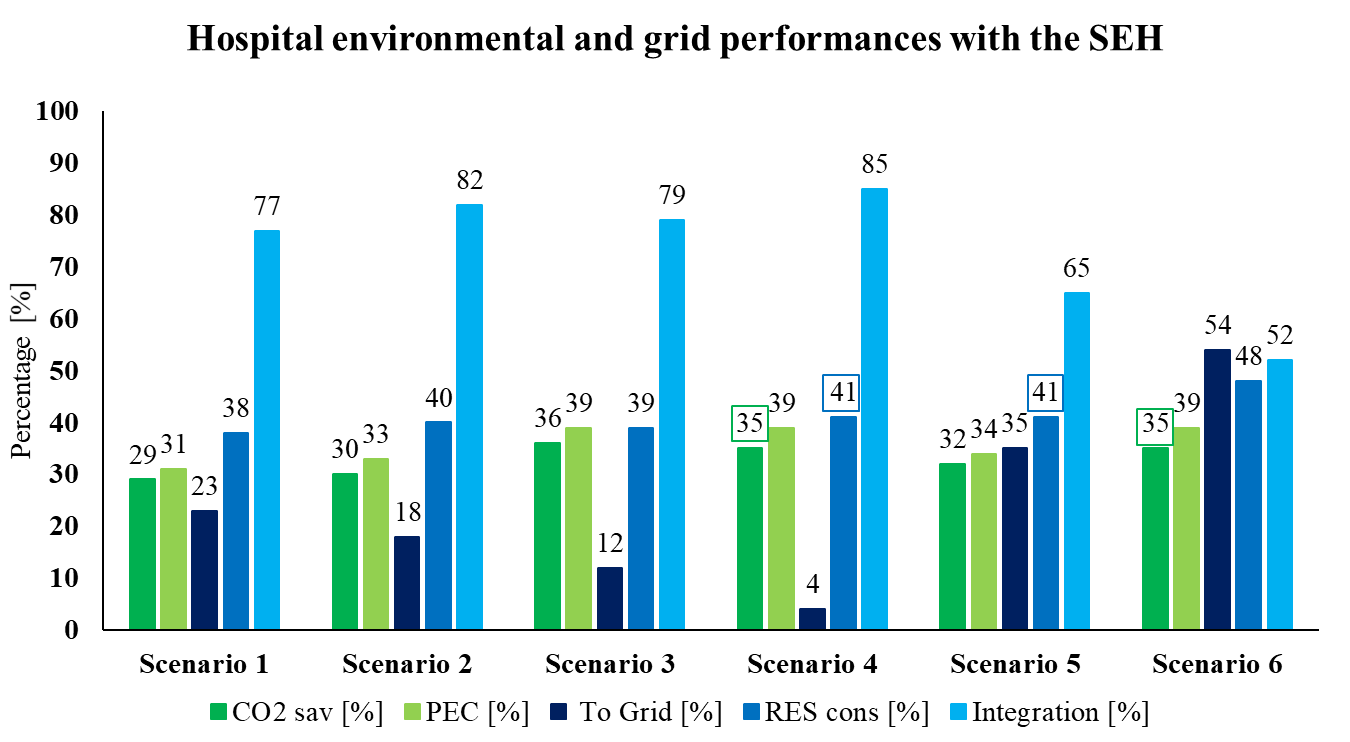 Hospital environmental and grid performances with the SEH
Percentage [%]
100
90
80
70
60
50
40
30
20
10
0
29 31 23 38 77
30 33 18 40 82
36 39 12 39 79
35 39 4 41 85
32 34 35 41 65
35 39 54 48 52
Scenario 1 Scenario 2 Scenario 3 Scenario 4 Scenario 5 Scenario 6
CO2 sav [%] PEC [%] To Grid [%] RES cons [%] Integration [%]